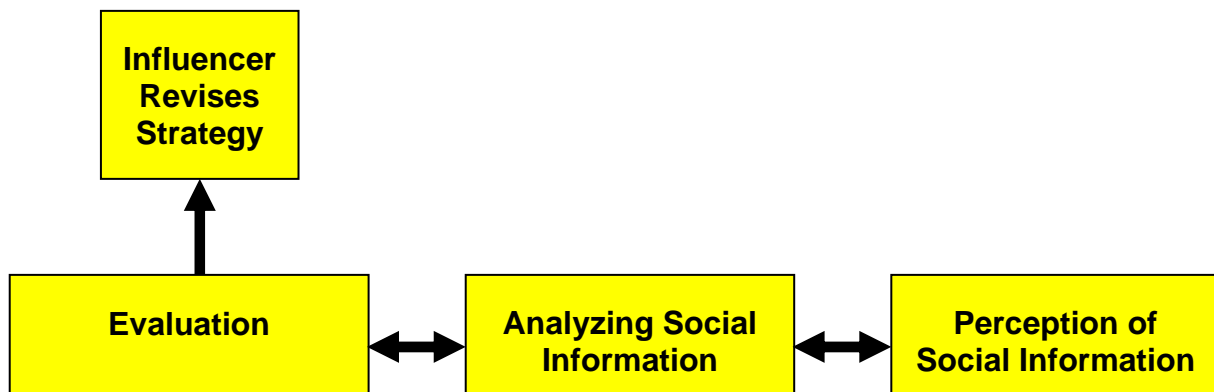 Influencer
Revises
Strategy
Evaluation
Analyzing Social
Information
Perception of
Social Information